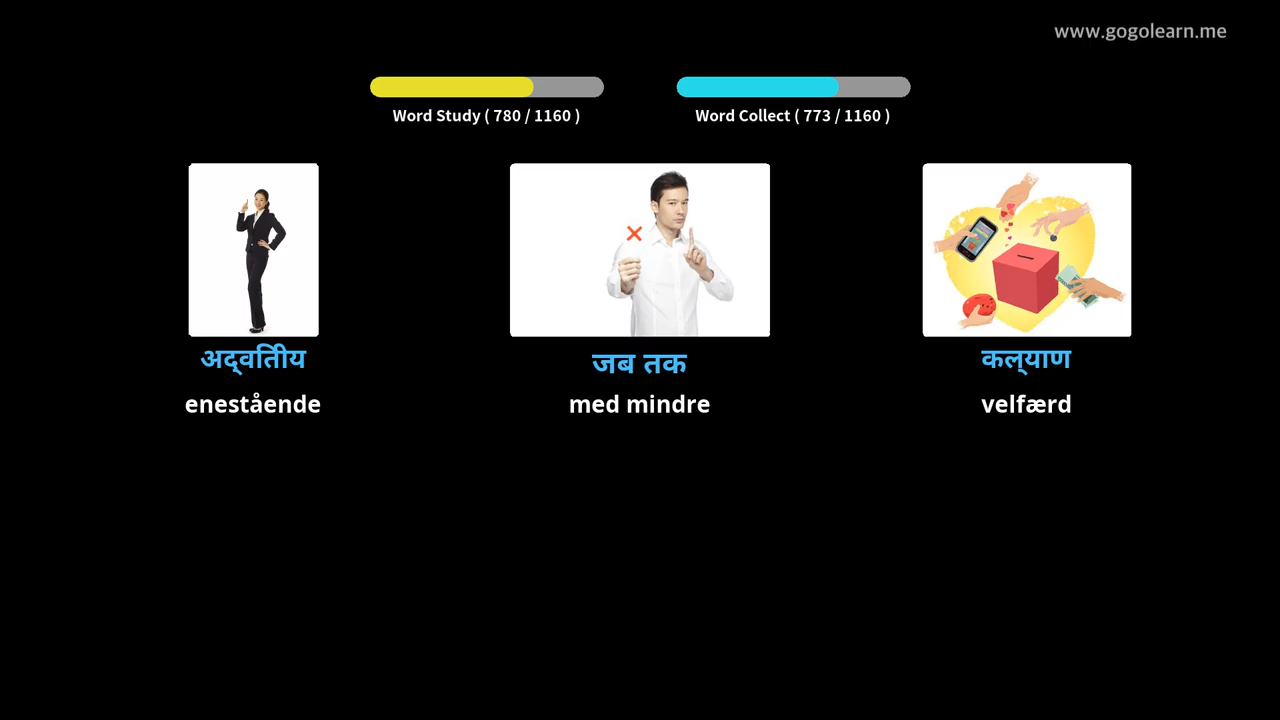 www.gogolearn.me
Word Study ( 780 / 1160 )
Word Collect ( 773 / 1160 )
अद्वितीय
जब तक
कल्याण
enestående
med mindre
velfærd